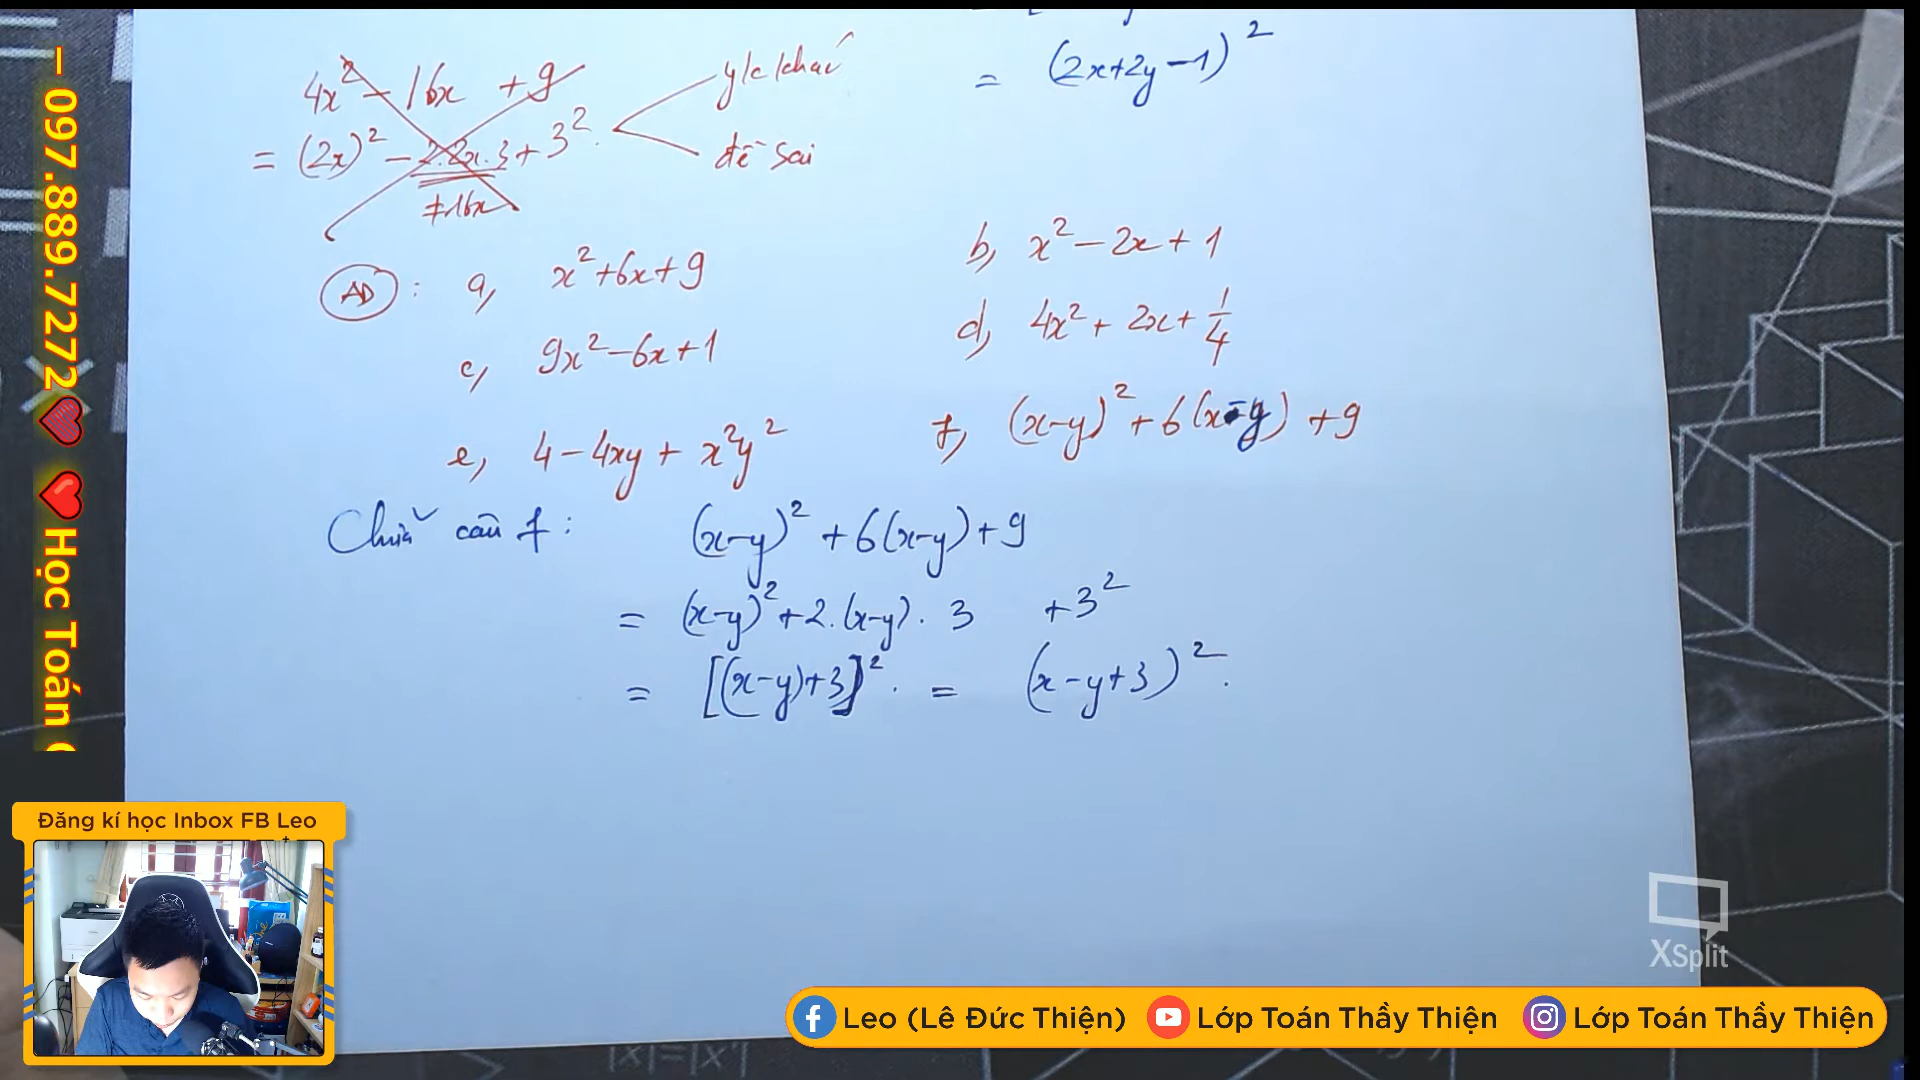 4x² - 16x + 9
= (2x)² - 2.2x.3 + 3².
≠16x
y/c khai
đề sai
= (2x+2y-1)²
AD : a, x²+6x+9
b, x² - 2x + 1
c, 9x² - 6x + 1
d, 4x² + 2x + 1/4
e, 4 - 4xy + x²y²
f, (x-y)² + 6(x-y) + 9
Chữa câu f : (x-y)² + 6(x-y) + 9
= (x-y)² + 2.(x-y). 3 + 3²
= [(x-y)+3]². = (x-y+3)².
- 097.889.7272 ♥ ♥ Học Toán
Đăng kí học Inbox FB Leo
XSplit
Leo (Lê Đức Thiện) Lớp Toán Thầy Thiện Lớp Toán Thầy Thiện